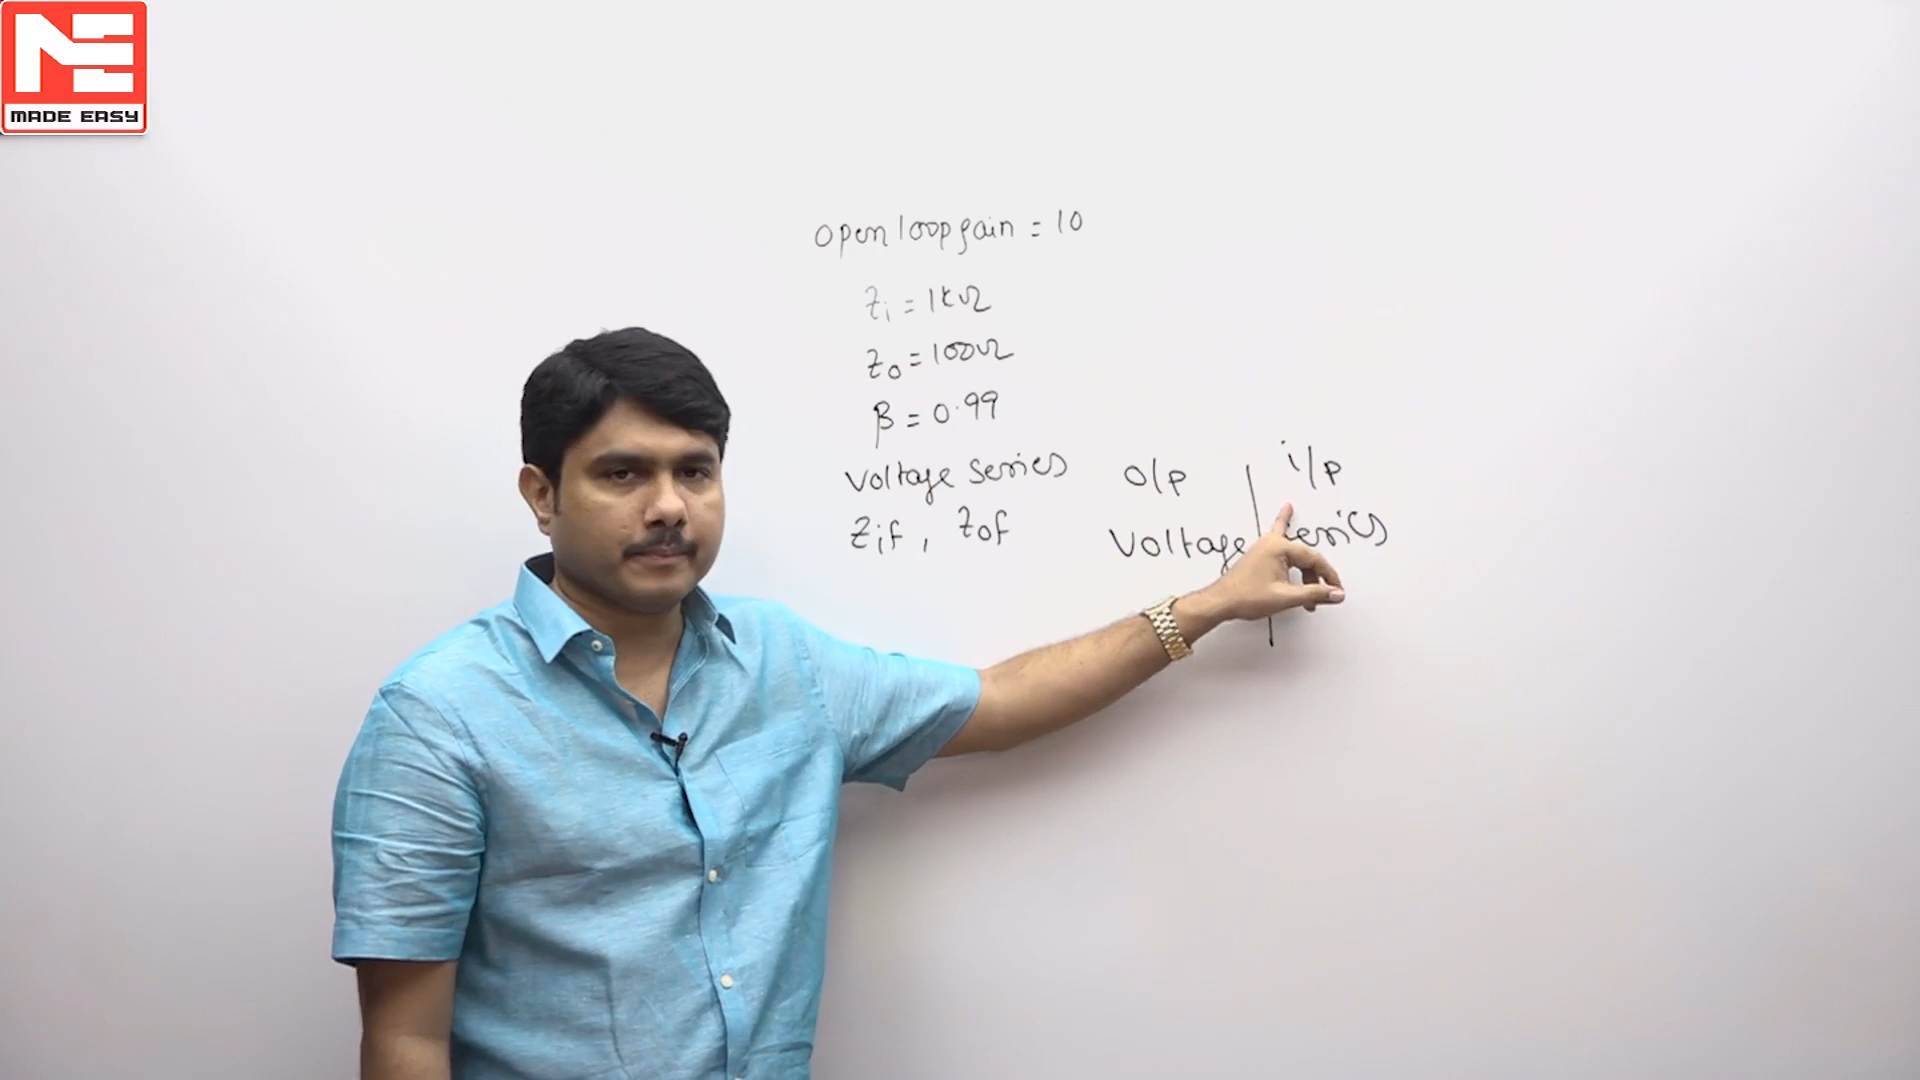 MADE EASY
open loop gain = 10
Zi = 1kΩ
Zo = 100Ω
β = 0.99
Voltage series
Zif , Zof
O/P i/P
Voltage series